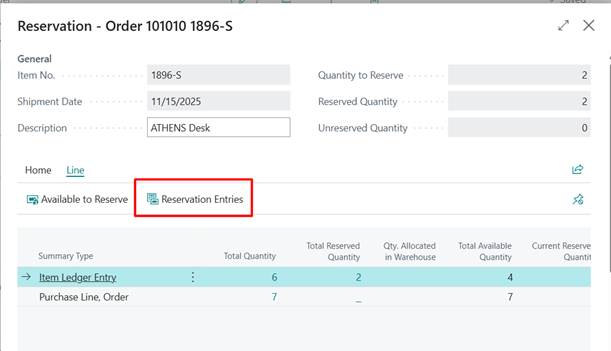 Saved
Reservation - Order 101010 1896-S
General
Item No. 1896-S Quantity to Reserve 2
Shipment Date 11/15/2025 Reserved Quantity 2
Description ATHENS Desk Unreserved Quantity 0
Home Line
Available to Reserve Reservation Entries
Summary Type Total Quantity Total Reserved Quantity Qty. Allocated in Warehouse Total Available Quantity Current Reserve Quantit
Item Ledger Entry 6 2 4
Purchase Line, Order 7 _ 7